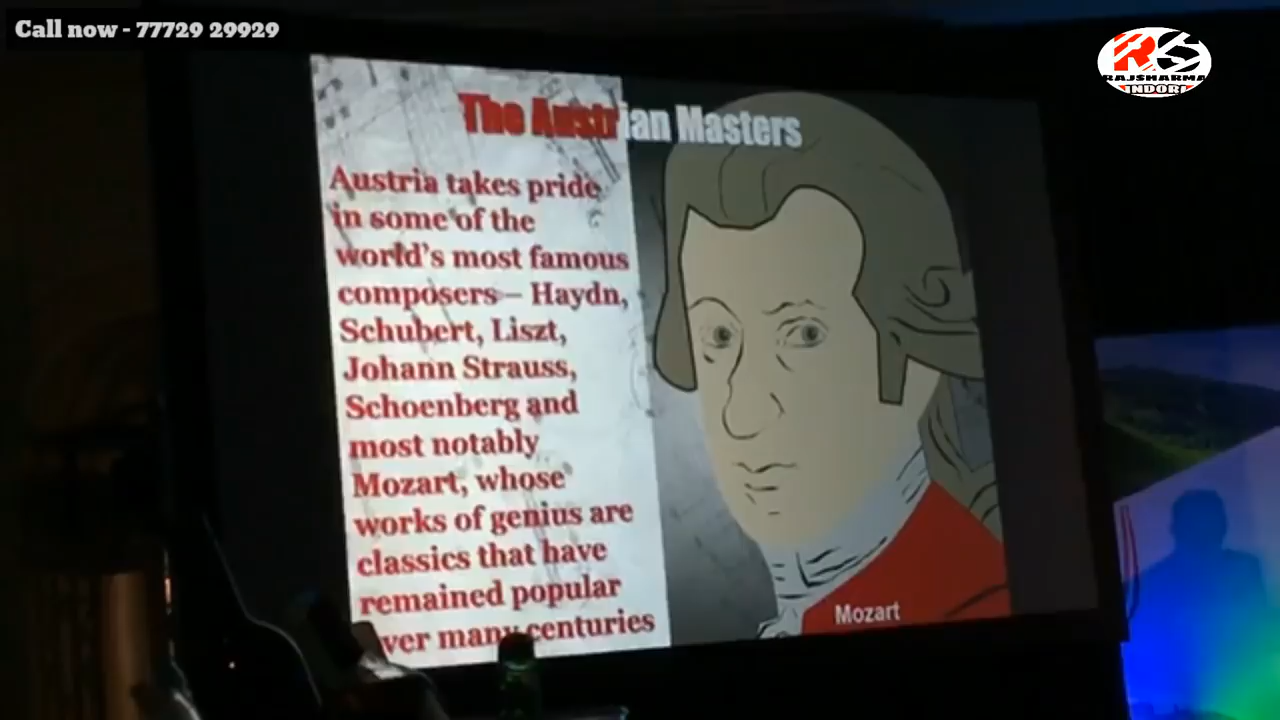 Call now - 77729 29929
RS
RAJSHARMA
INDORE
The Austrian Masters
Austria takes pride
in some of the
world's most famous
composers – Haydn,
Schubert, Liszt,
Johann Strauss,
Schoenberg and
most notably
Mozart, whose
works of genius are
classics that have
remained popular
ver many centuries
Mozart